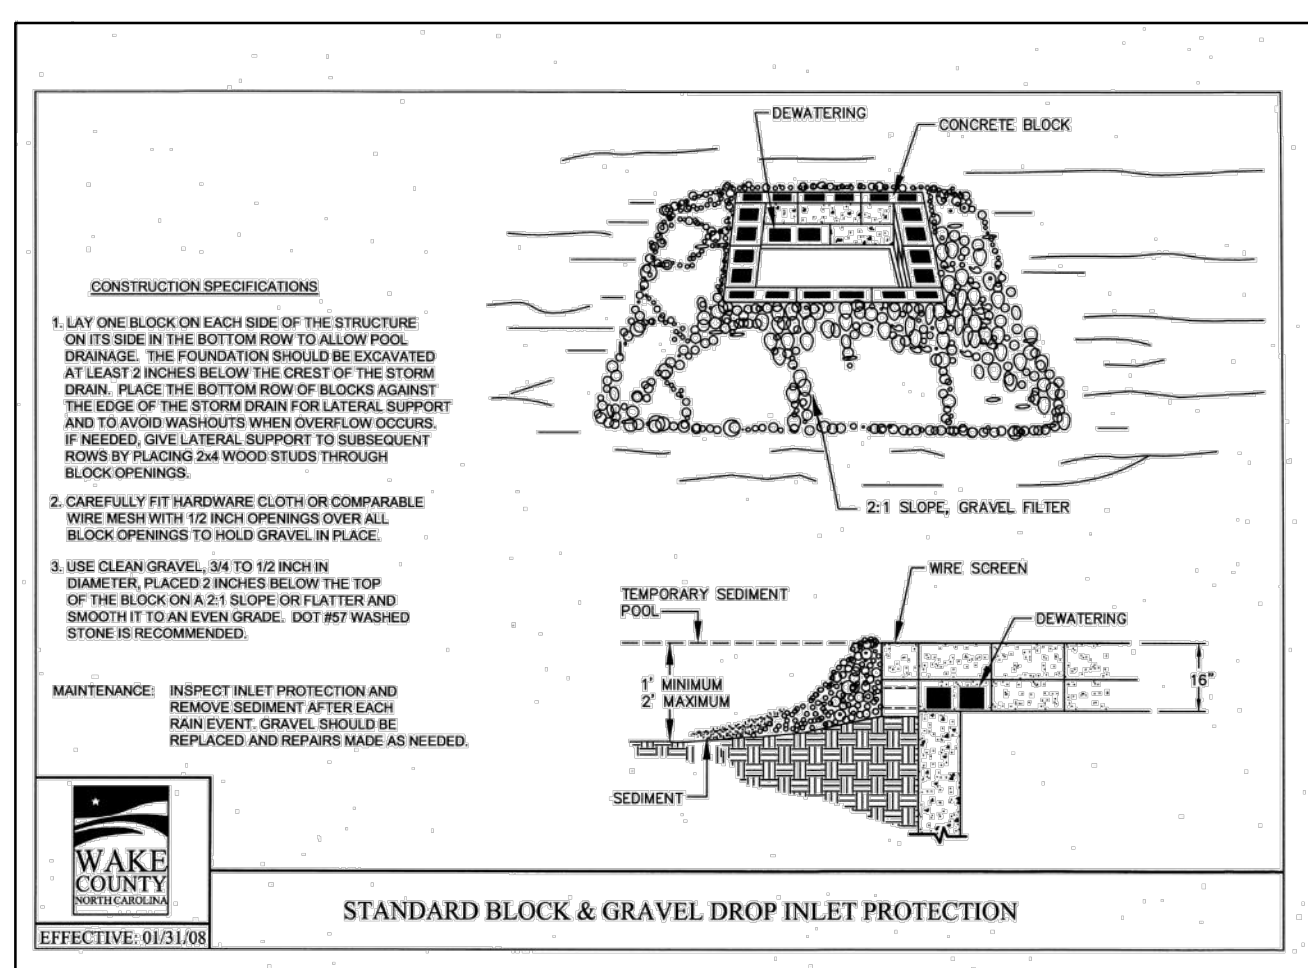 DEWATERING
CONCRETE BLOCK
CONSTRUCTION SPECIFICATIONS
1. LAY ONE BLOCK ON EACH SIDE OF THE STRUCTURE
ON ITS SIDE IN THE BOTTOM ROW TO ALLOW POOL
DRAINAGE. THE FOUNDATION SHOULD BE EXCAVATED
AT LEAST 2 INCHES BELOW THE CREST OF THE STORM
DRAIN. PLACE THE BOTTOM ROW OF BLOCKS AGAINST
THE EDGE OF THE STORM DRAIN FOR LATERAL SUPPORT
AND TO AVOID WASHOUTS WHEN OVERFLOW OCCURS.
IF NEEDED, GIVE LATERAL SUPPORT TO SUBSEQUENT
ROWS BY PLACING 2x4 WOOD STUDS THROUGH
BLOCK OPENINGS.
2. CAREFULLY FIT HARDWARE CLOTH OR COMPARABLE
WIRE MESH WITH 1/2 INCH OPENINGS OVER ALL
BLOCK OPENINGS TO HOLD GRAVEL IN PLACE.
3. USE CLEAN GRAVEL, 3/4 TO 1/2 INCH IN
DIAMETER, PLACED 2 INCHES BELOW THE TOP
OF THE BLOCK ON A 2:1 SLOPE OR FLATTER AND
SMOOTH IT TO AN EVEN GRADE. DOT #57 WASHED
STONE IS RECOMMENDED.
MAINTENANCE: INSPECT INLET PROTECTION AND
REMOVE SEDIMENT AFTER EACH
RAIN EVENT. GRAVEL SHOULD BE
REPLACED AND REPAIRS MADE AS NEEDED.
2:1 SLOPE, GRAVEL FILTER
WIRE SCREEN
TEMPORARY SEDIMENT
POOL
DEWATERING
1' MINIMUM
2' MAXIMUM
16"
SEDIMENT
WAKE
COUNTY
NORTH CAROLINA
EFFECTIVE: 01/31/08
STANDARD BLOCK & GRAVEL DROP INLET PROTECTION